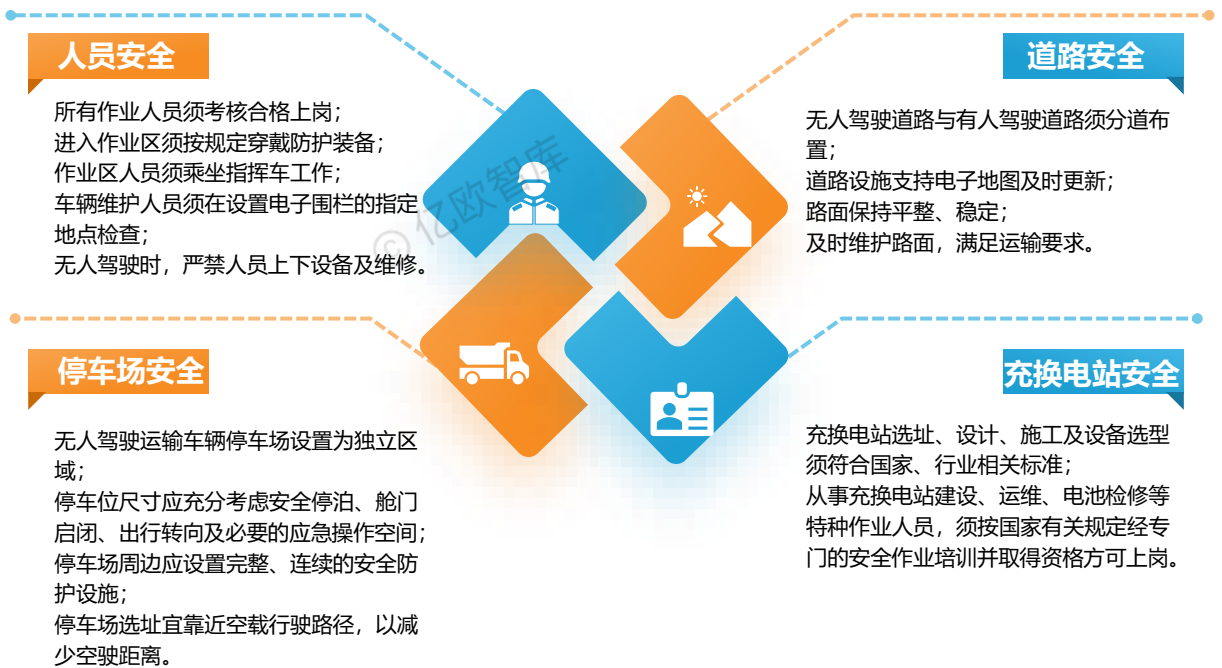 人员安全
所有作业人员须考核合格上岗；
进入作业区须按规定穿戴防护装备；
作业区人员须乘坐指挥车工作；
车辆维护人员须在设置电子围栏的指定
地点检查；
无人驾驶时，严禁人员上下设备及维修。
道路安全
无人驾驶道路与有人驾驶道路须分道布
置；
道路设施支持电子地图及时更新；
路面保持平整、稳定；
及时维护路面，满足运输要求。
© 亿欧智库
停车场安全
无人驾驶运输车辆停车场设置为独立区
域；
停车位尺寸应充分考虑安全停泊、舱门
启闭、出行转向及必要的应急操作空间；
停车场周边应设置完整、连续的安全防
护设施；
停车场选址宜靠近空载行驶路径，以减
少空驶距离。
充换电站安全
充换电站选址、设计、施工及设备选型
须符合国家、行业相关标准；
从事充换电站建设、运维、电池检修等
特种作业人员，须按国家有关规定经专
门的安全作业培训并取得资格方可上岗。